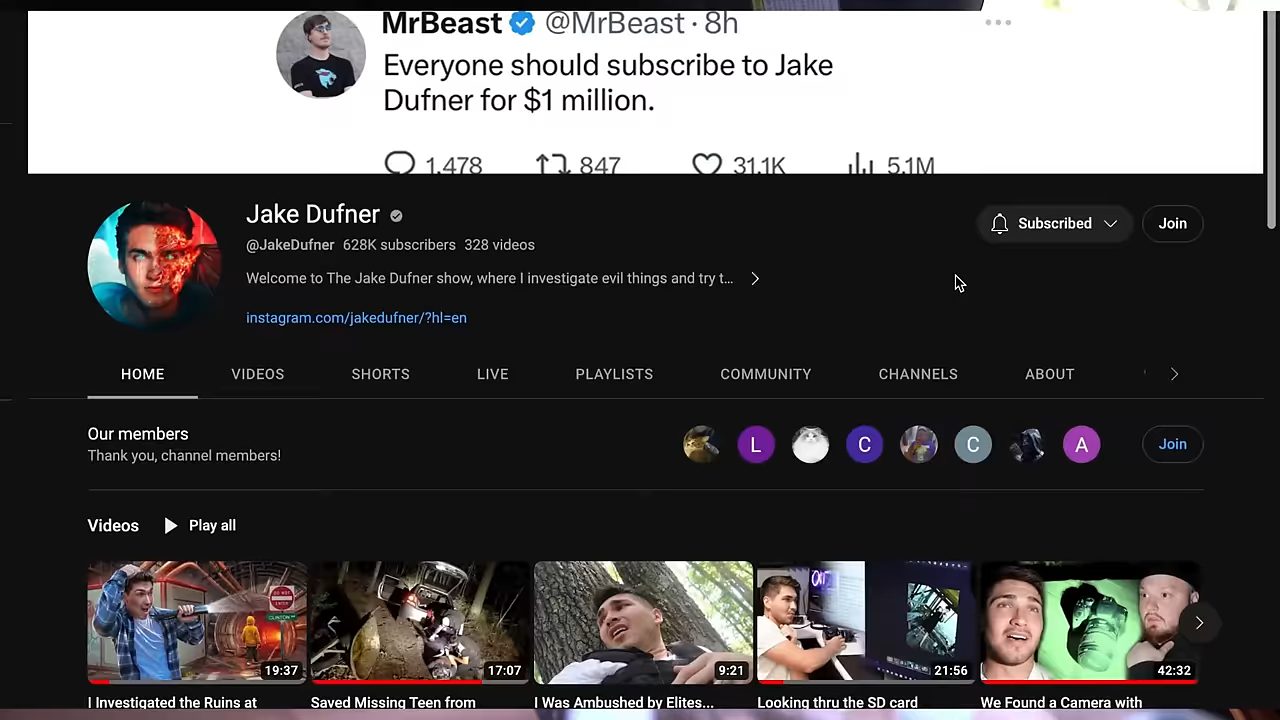 MrBeast @MrBeast · 8h
Everyone should subscribe to Jake
Dufner for $1 million.
1,478 847 31.1K 5.1M
Jake Dufner
@JakeDufner 628K subscribers 328 videos
Subscribed Join
Welcome to The Jake Dufner show, where I investigate evil things and try t...
instagram.com/jakedufner/?hl=en
HOME VIDEOS SHORTS LIVE PLAYLISTS COMMUNITY CHANNELS ABOUT
Our members
Thank you, channel members!
L C C A Join
Videos Play all
DO NOT
ENTER
CLINTON
19:37 17:07 9:21 21:56 42:32
I Investigated the Ruins at Saved Missing Teen from I Was Ambushed by Elites... Looking thru the SD card We Found a Camera with